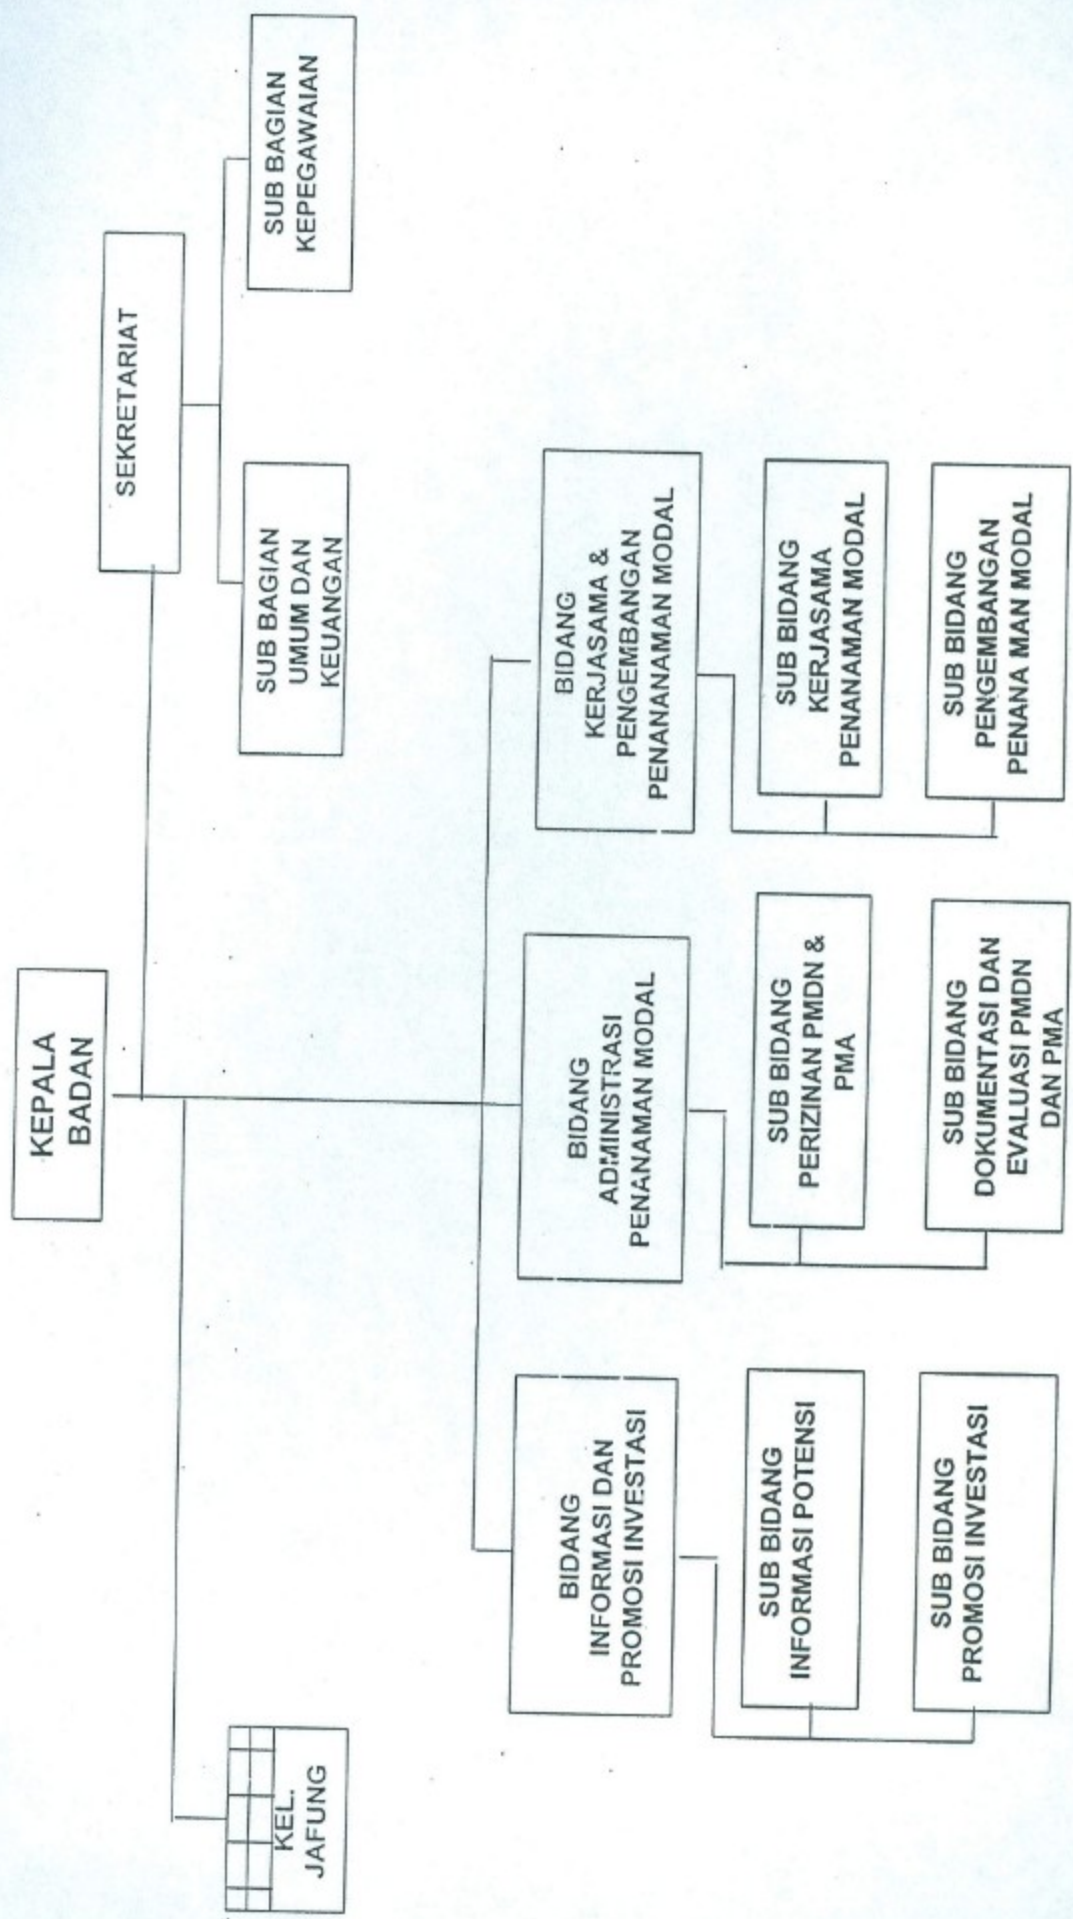 KEPALA
BADAN
SEKRETARIAT
KEL.
JAFUNG
SUB BAGIAN
UMUM DAN
KEUANGAN
SUB BAGIAN
KEPEGAWAIAN
BIDANG
INFORMASI DAN
PROMOSI INVESTASI
BIDANG
ADMINISTRASI
PENANAMAN MODAL
BIDANG
KERJASAMA &
PENGEMBANGAN
PENANANAMAN MODAL
SUB BIDANG
INFORMASI POTENSI
SUB BIDANG
PERIZINAN PMDN &
PMA
SUB BIDANG
KERJASAMA
PENANAMAN MODAL
SUB BIDANG
PROMOSI INVESTASI
SUB BIDANG
DOKUMENTASI DAN
EVALUASI PMDN
DAN PMA
SUB BIDANG
PENGEMBANGAN
PENANA MAN MODAL